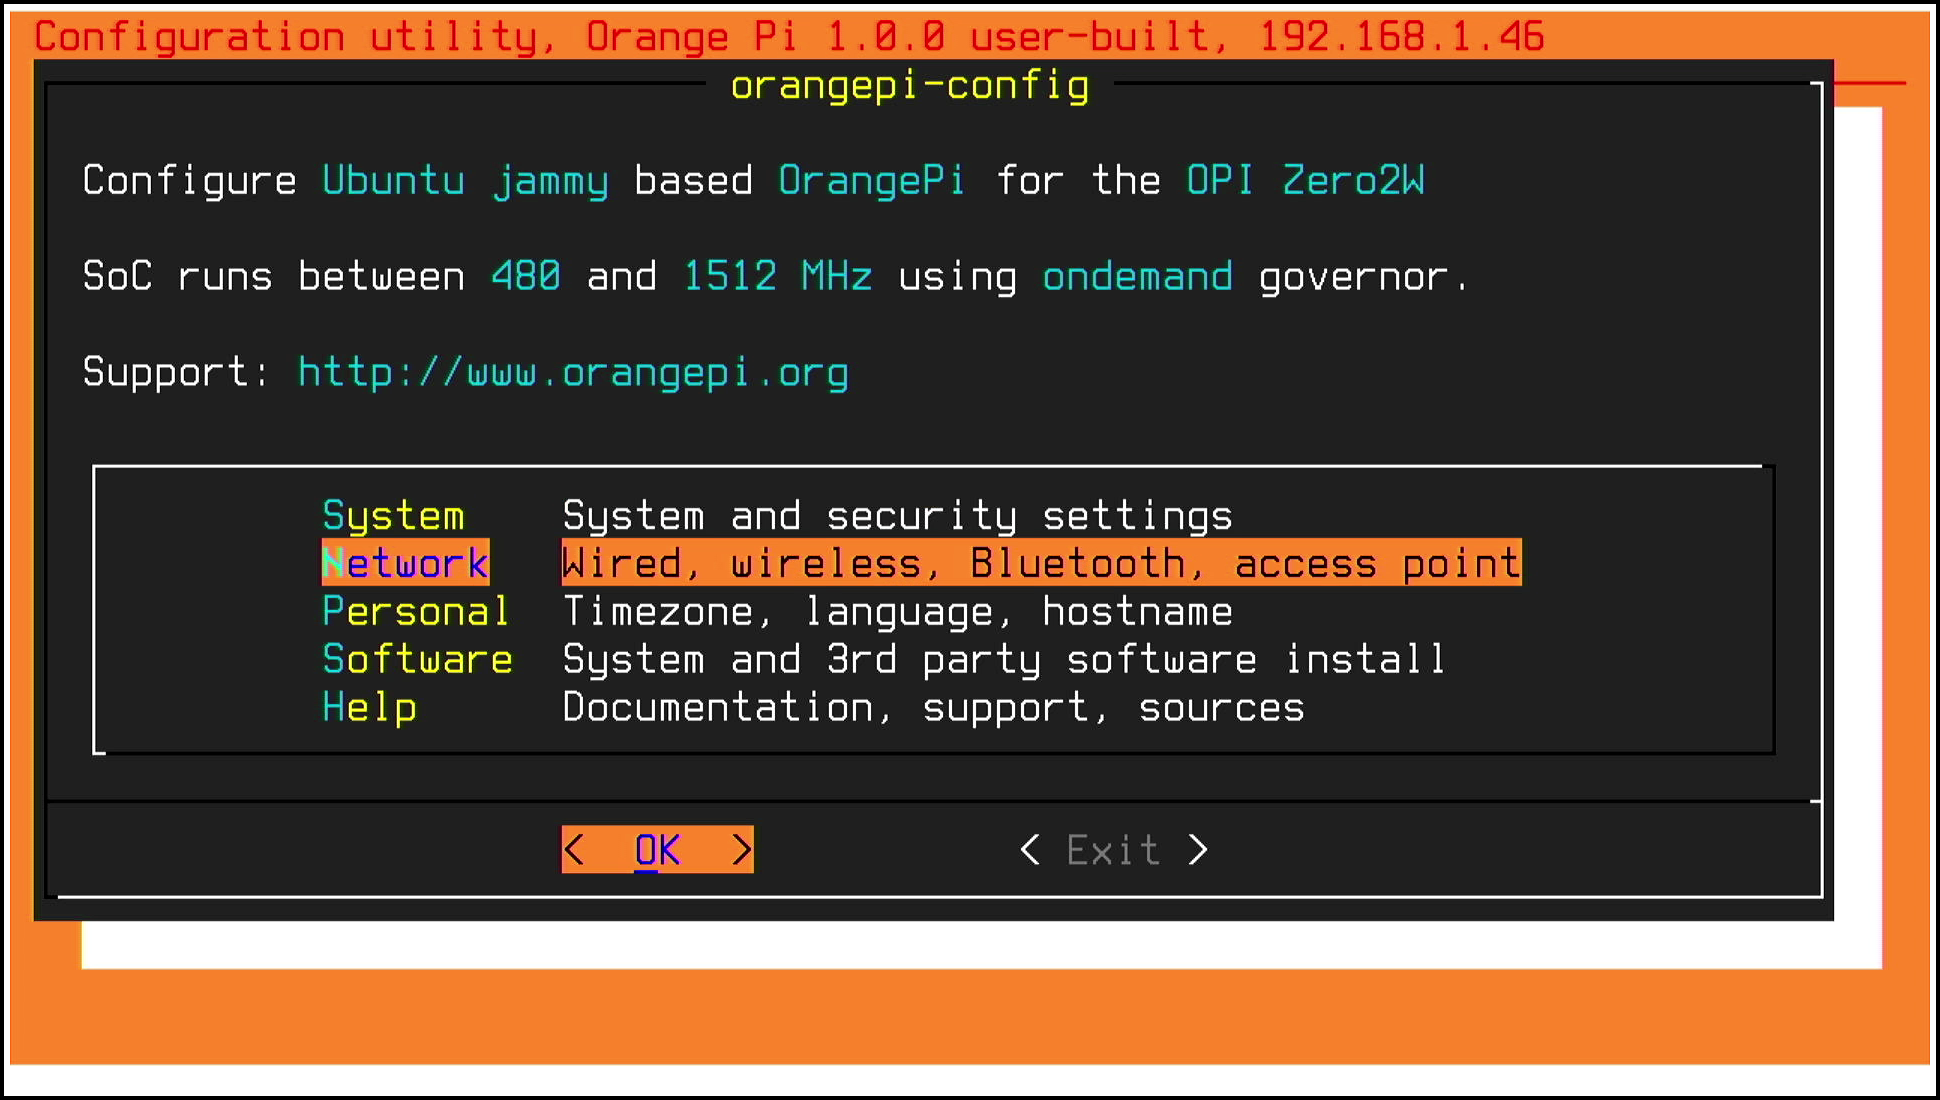 Configuration utility, Orange Pi 1.0.0 user-built, 192.168.1.46
orangepi-config
Configure Ubuntu jammy based OrangePi for the OPI Zero2W
SoC runs between 480 and 1512 MHz using ondemand governor.
Support: http://www.orangepi.org
System System and security settings
Network Wired, wireless, Bluetooth, access point
Personal Timezone, language, hostname
Software System and 3rd party software install
Help Documentation, support, sources
< OK > < Exit >